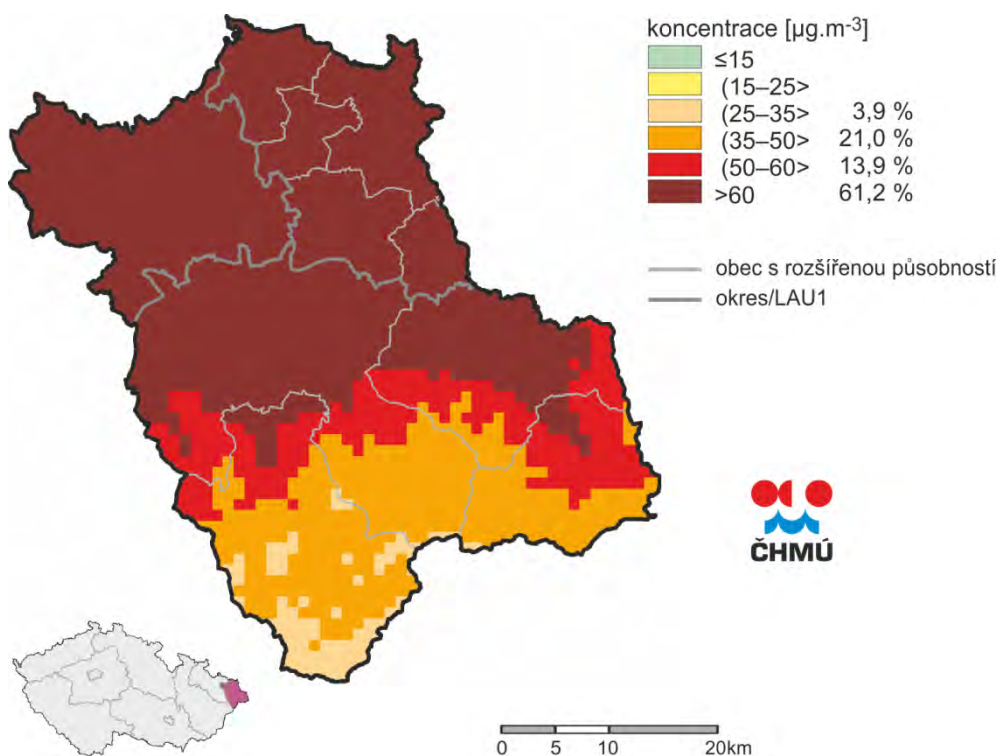 koncentrace [µg.m⁻³]
≤15
(15–25>
(25–35> 3,9 %
(35–50> 21,0 %
(50–60> 13,9 %
>60 61,2 %
obec s rozšířenou působností
okres/LAU1
ČHMÚ
0 5 10 20km